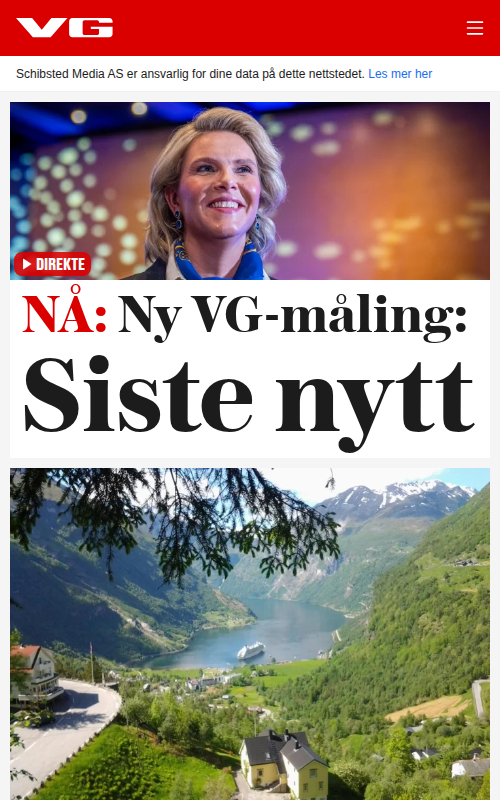 VG
Schibsted Media AS er ansvarlig for dine data på dette nettstedet. Les mer her
DIREKTE
NÅ: Ny VG-måling:
Siste nytt